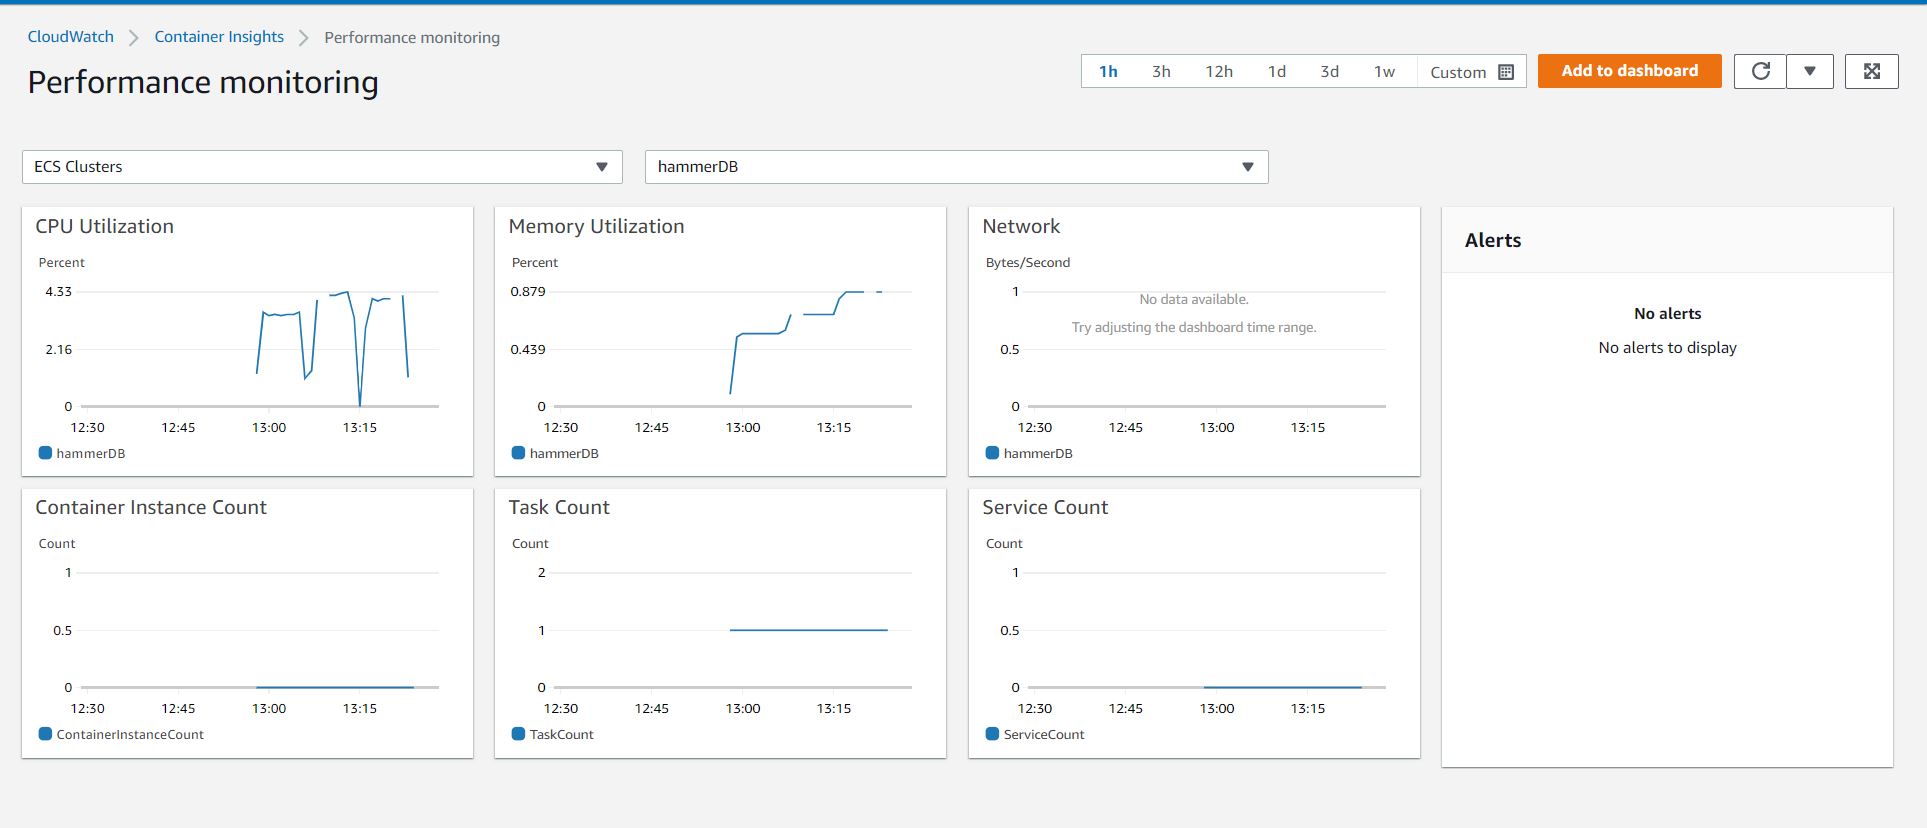 CloudWatch
Container Insights
Performance monitoring
Performance monitoring
1h 3h 12h 1d 3d 1w Custom
Add to dashboard
ECS Clusters
hammerDB
CPU Utilization
Percent
4.33
2.16
0
12:30 12:45 13:00 13:15
hammerDB
Memory Utilization
Percent
0.879
0.439
0
12:30 12:45 13:00 13:15
hammerDB
Network
Bytes/Second
1
No data available.
Try adjusting the dashboard time range.
0.5
0
12:30 12:45 13:00 13:15
hammerDB
Alerts
No alerts
No alerts to display
Container Instance Count
Count
1
0.5
0
12:30 12:45 13:00 13:15
ContainerInstanceCount
Task Count
Count
2
1
0
12:30 12:45 13:00 13:15
TaskCount
Service Count
Count
1
0.5
0
12:30 12:45 13:00 13:15
ServiceCount